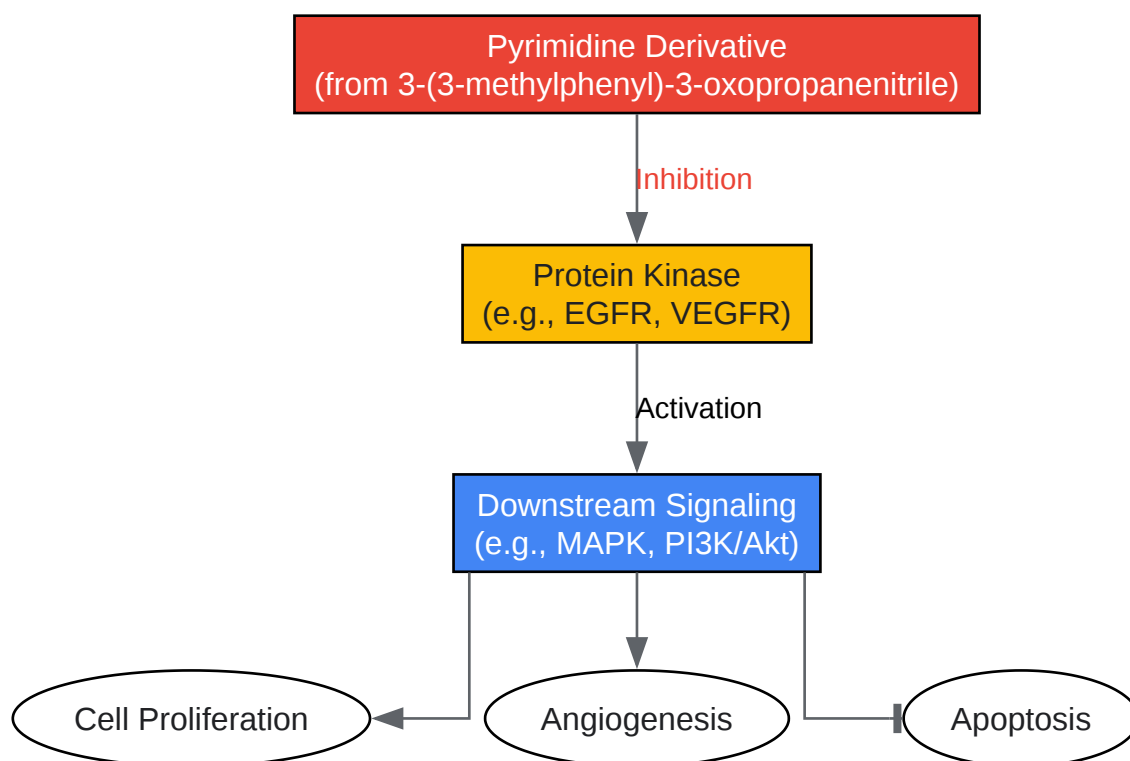 Pyrimidine Derivative
(from 3-(3-methylphenyl)-3-oxopropanenitrile)
Inhibition
Protein Kinase
(e.g., EGFR, VEGFR)
Activation
Downstream Signaling
(e.g., MAPK, PI3K/Akt)
Cell Proliferation
Angiogenesis
Apoptosis